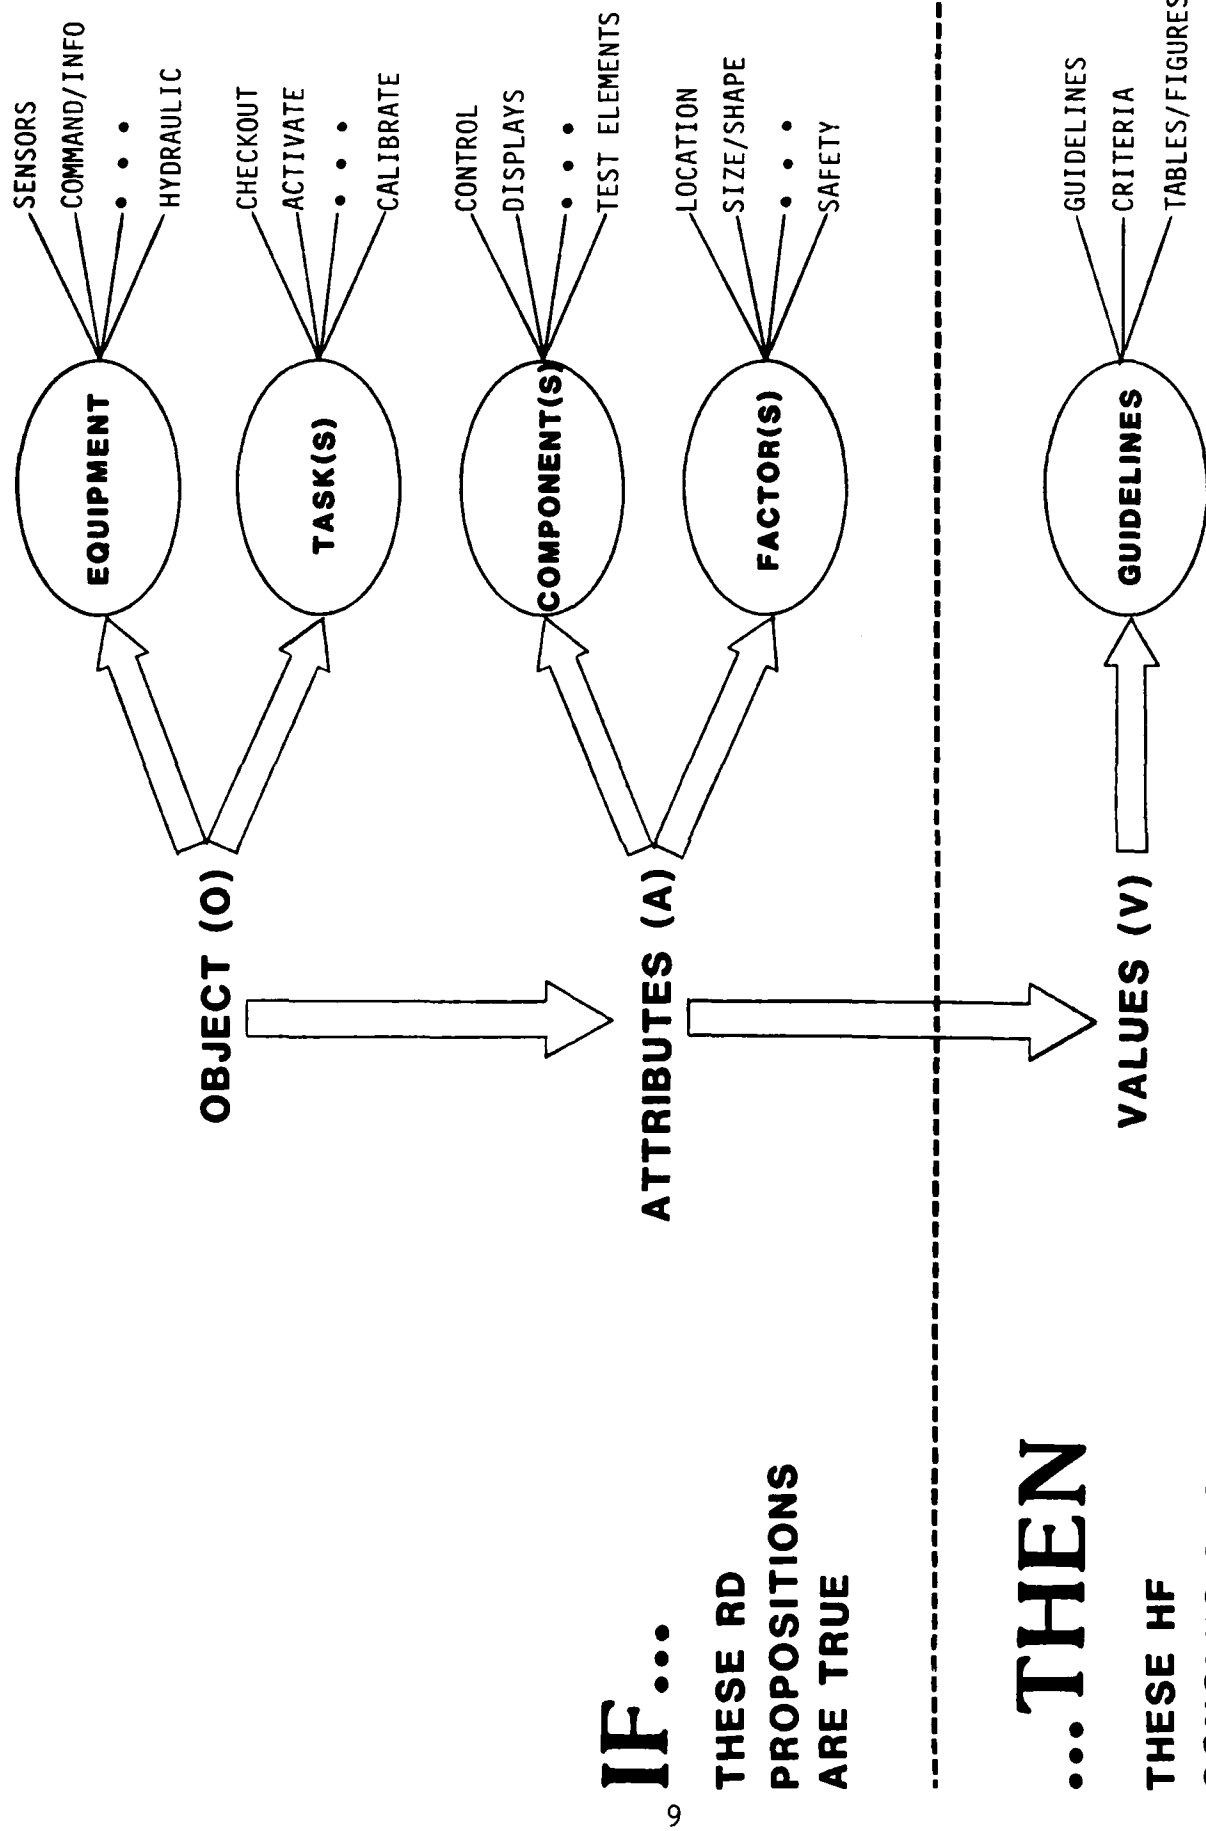 SENSORS
COMMAND/INFO
• • •
HYDRAULIC
EQUIPMENT
CHECKOUT
ACTIVATE
• • •
CALIBRATE
TASK(S)
OBJECT (O)
CONTROL
DISPLAYS
• • •
TEST ELEMENTS
COMPONENT(S)
LOCATION
SIZE/SHAPE
• • •
SAFETY
FACTOR(S)
ATTRIBUTES (A)
IF...
THESE RD
PROPOSITIONS
ARE TRUE
GUIDELINES
CRITERIA
TABLES/FIGURES
GUIDELINES
VALUES (V)
...THEN
THESE HF
9